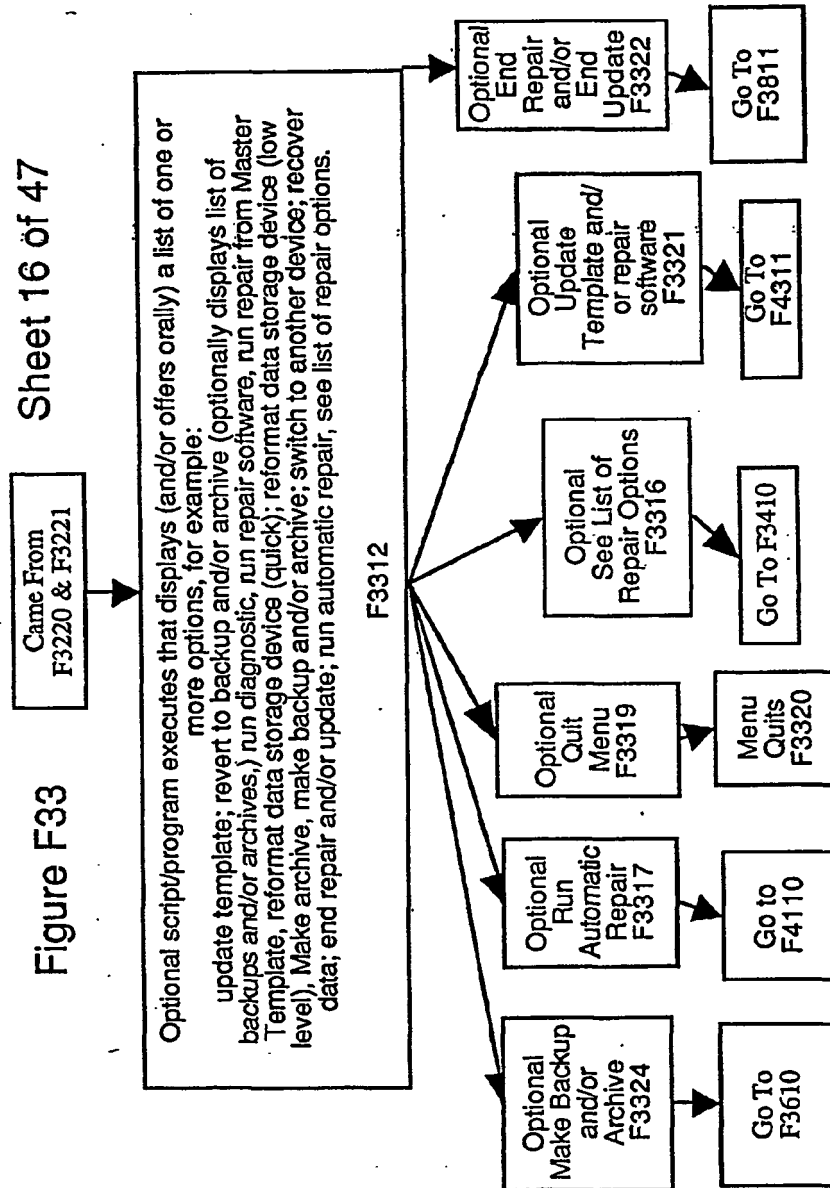 Figure F33
Sheet 16 of 47
Came From
F3220 & F3221
Optional script/program executes that displays (and/or offers orally) a list of one or
more options, for example:
update template; revert to backup and/or archive (optionally displays list of
backups and/or archives,) run diagnostic, run repair software, run repair from Master
Template, reformat data storage device (quick); reformat data storage device (low
level), Make archive, make backup and/or archive; switch to another device; recover
data; end repair and/or update; run automatic repair, see list of repair options.
F3312
Optional
Make Backup
and/or
Archive
F3324
Go To
F3610
Optional
Run
Automatic
Repair
F3317
Go to
F4110
Optional
Quit
Menu
F3319
Menu
Quits
F3320
Optional
See List of
Repair Options
F3316
Go To F3410
Optional
Update
Template and/
or repair
software
F3321
Go To
F4311
Optional
End
Repair
and/or
End
Update
F3322
Go To
F3811